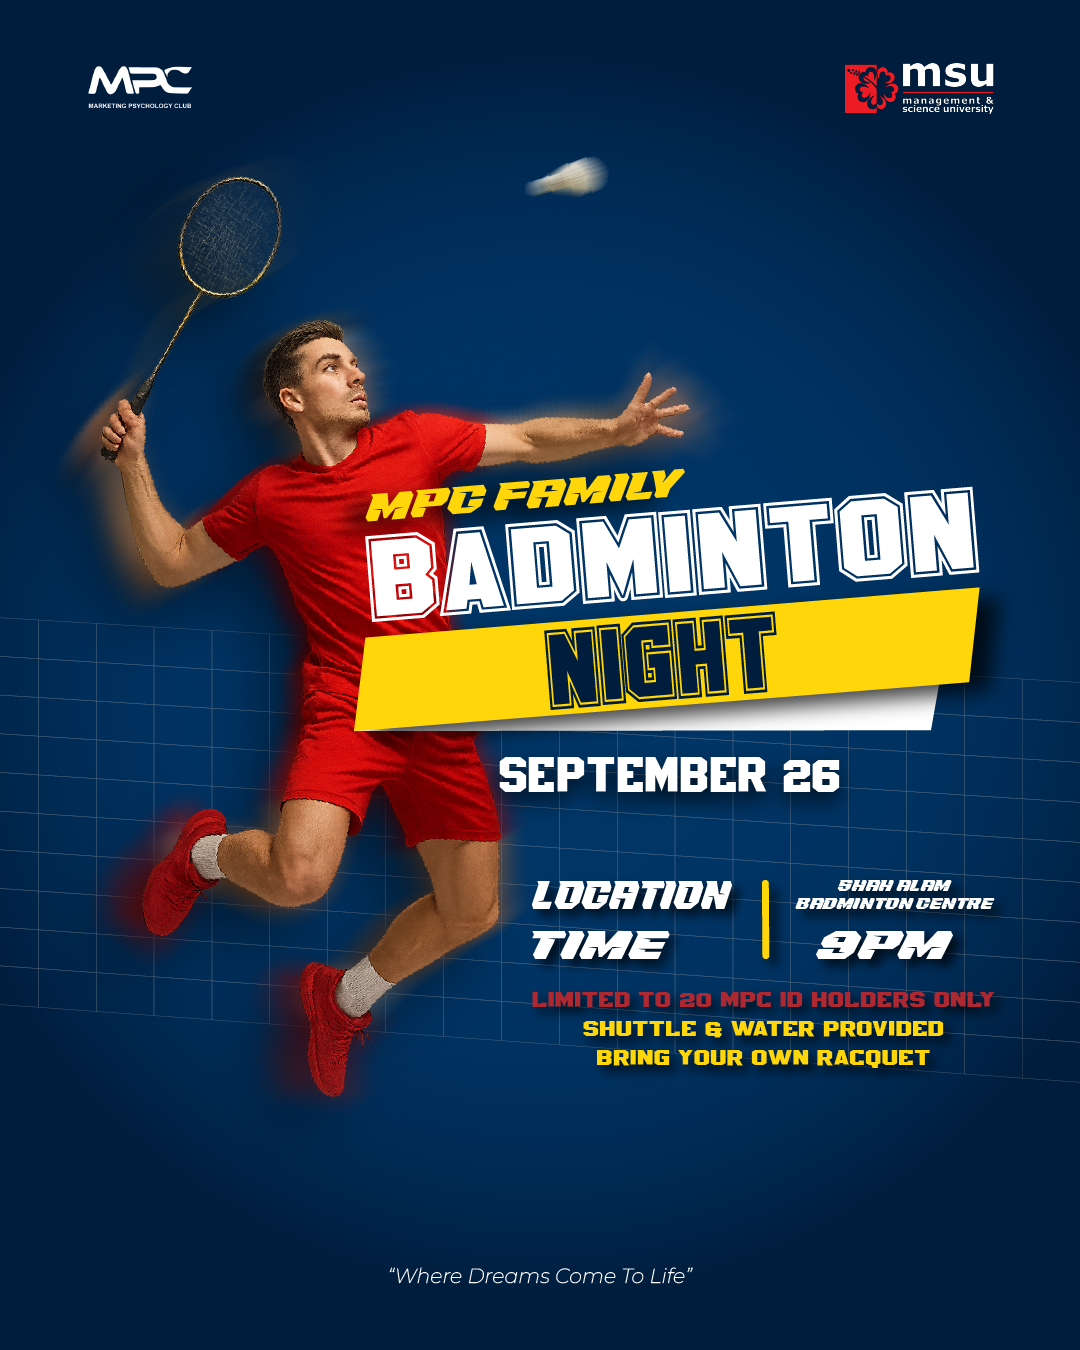 MPC
MARKETING PSYCHOLOGY CLUB
msu
management &
science university
MPC FAMILY
BADMINTON
NIGHT
SEPTEMBER 26
LOCATION
SHAH ALAM
BADMINTON CENTRE
TIME
9PM
LIMITED TO 20 MPC ID HOLDERS ONLY
SHUTTLE & WATER PROVIDED
BRING YOUR OWN RACQUET
“Where Dreams Come To Life”